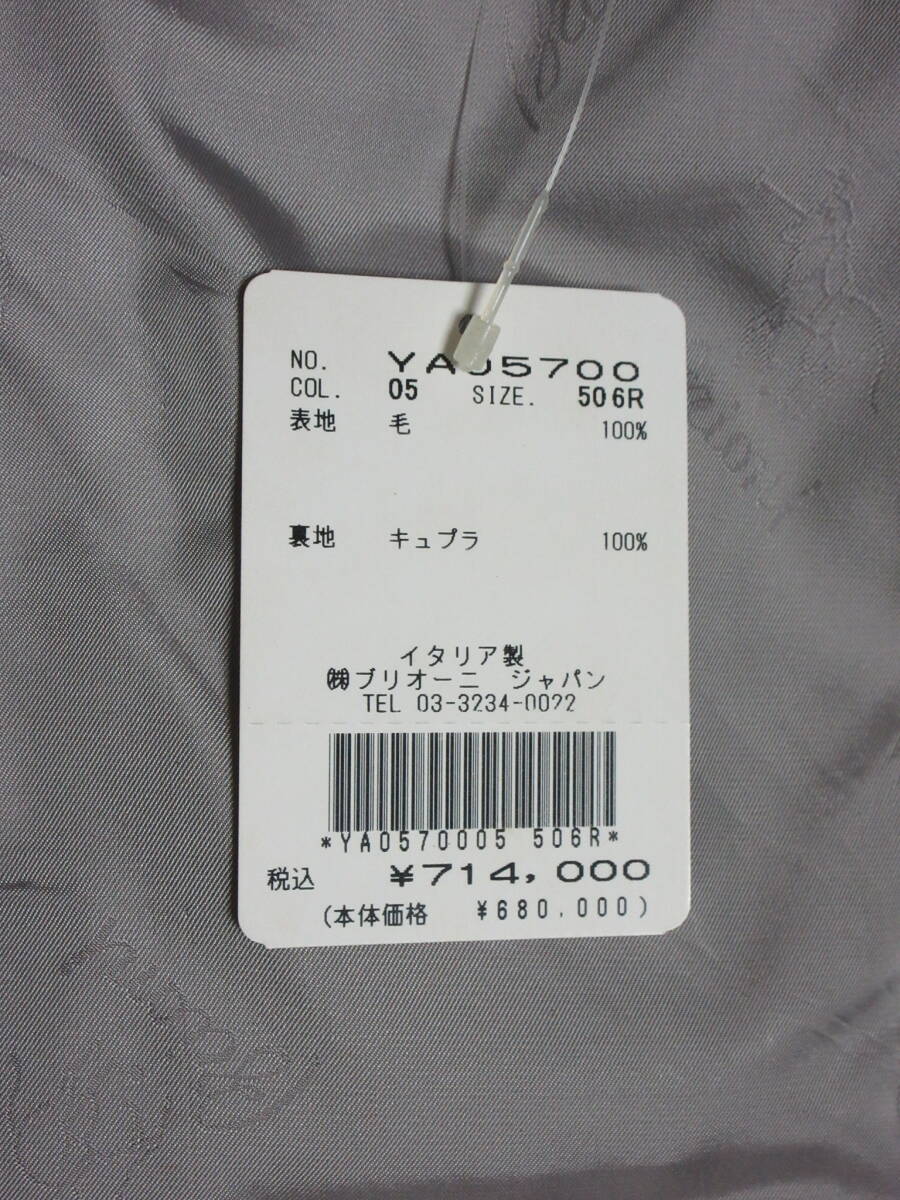 NO. YA05700
COL. 05 SIZE. 506R
表地 毛 100%
裏地 キュプラ 100%
イタリア製
㈱ブリオーニ ジャパン
TEL 03-3234-0022
*YA0570005 506R*
税込 ¥714,000
(本体価格 ¥680,000)